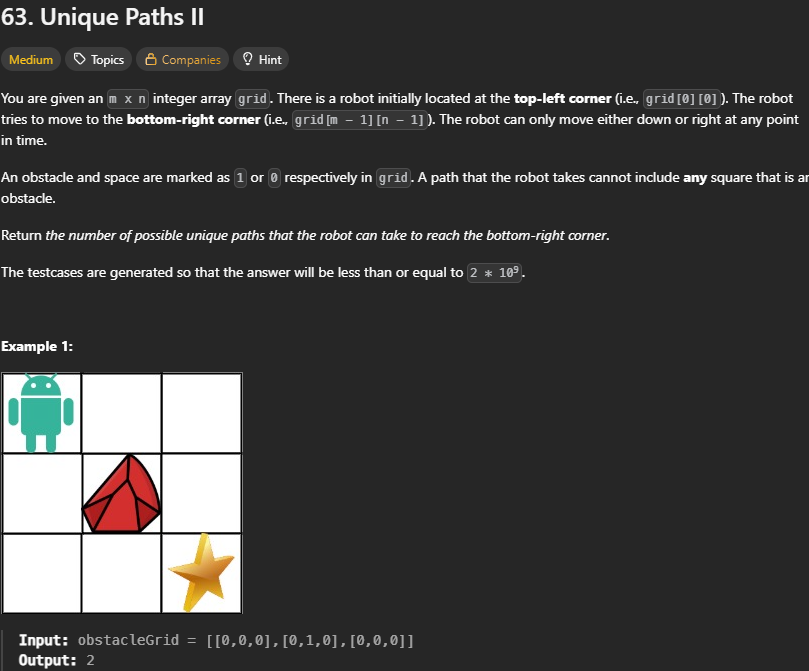 63. Unique Paths II
Medium Topics Companies Hint
You are given an m x n integer array grid. There is a robot initially located at the top-left corner (i.e., grid[0][0]). The robot
tries to move to the bottom-right corner (i.e., grid[m - 1][n - 1]). The robot can only move either down or right at any point
in time.
An obstacle and space are marked as 1 or 0 respectively in grid. A path that the robot takes cannot include any square that is an
obstacle.
Return the number of possible unique paths that the robot can take to reach the bottom-right corner.
The testcases are generated so that the answer will be less than or equal to 2 * 10⁹.
Example 1:
Input: obstacleGrid = [[0,0,0],[0,1,0],[0,0,0]]
Output: 2